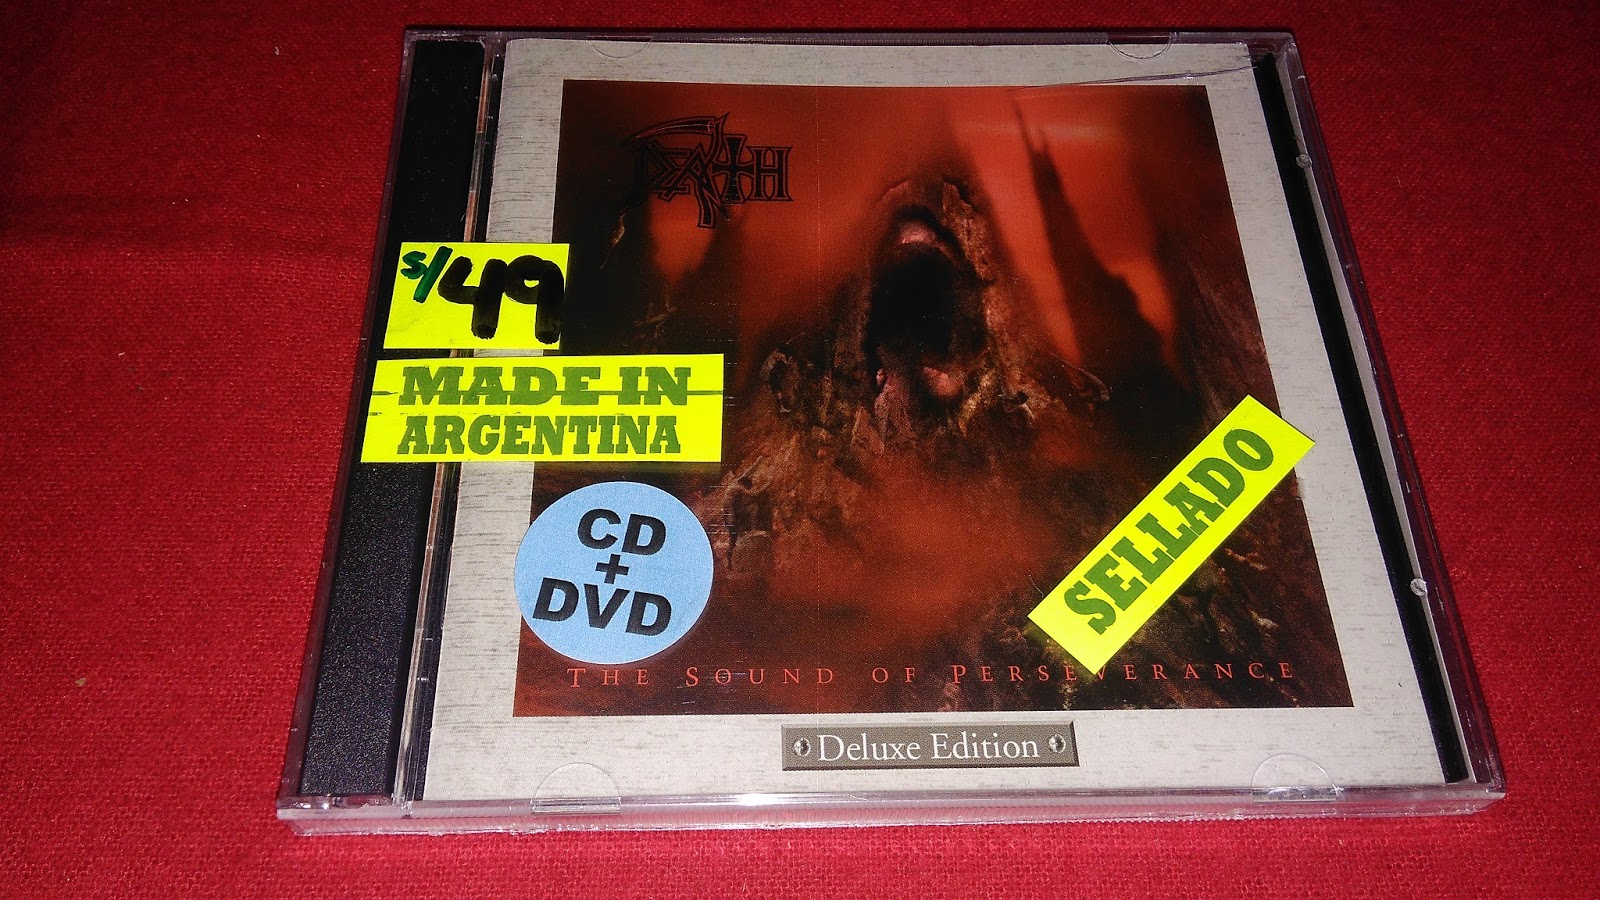 DEATH
s/49
MADE IN
ARGENTINA
CD
+
DVD
SELLADO
THE SOUND OF PERSEVERANCE
Deluxe Edition